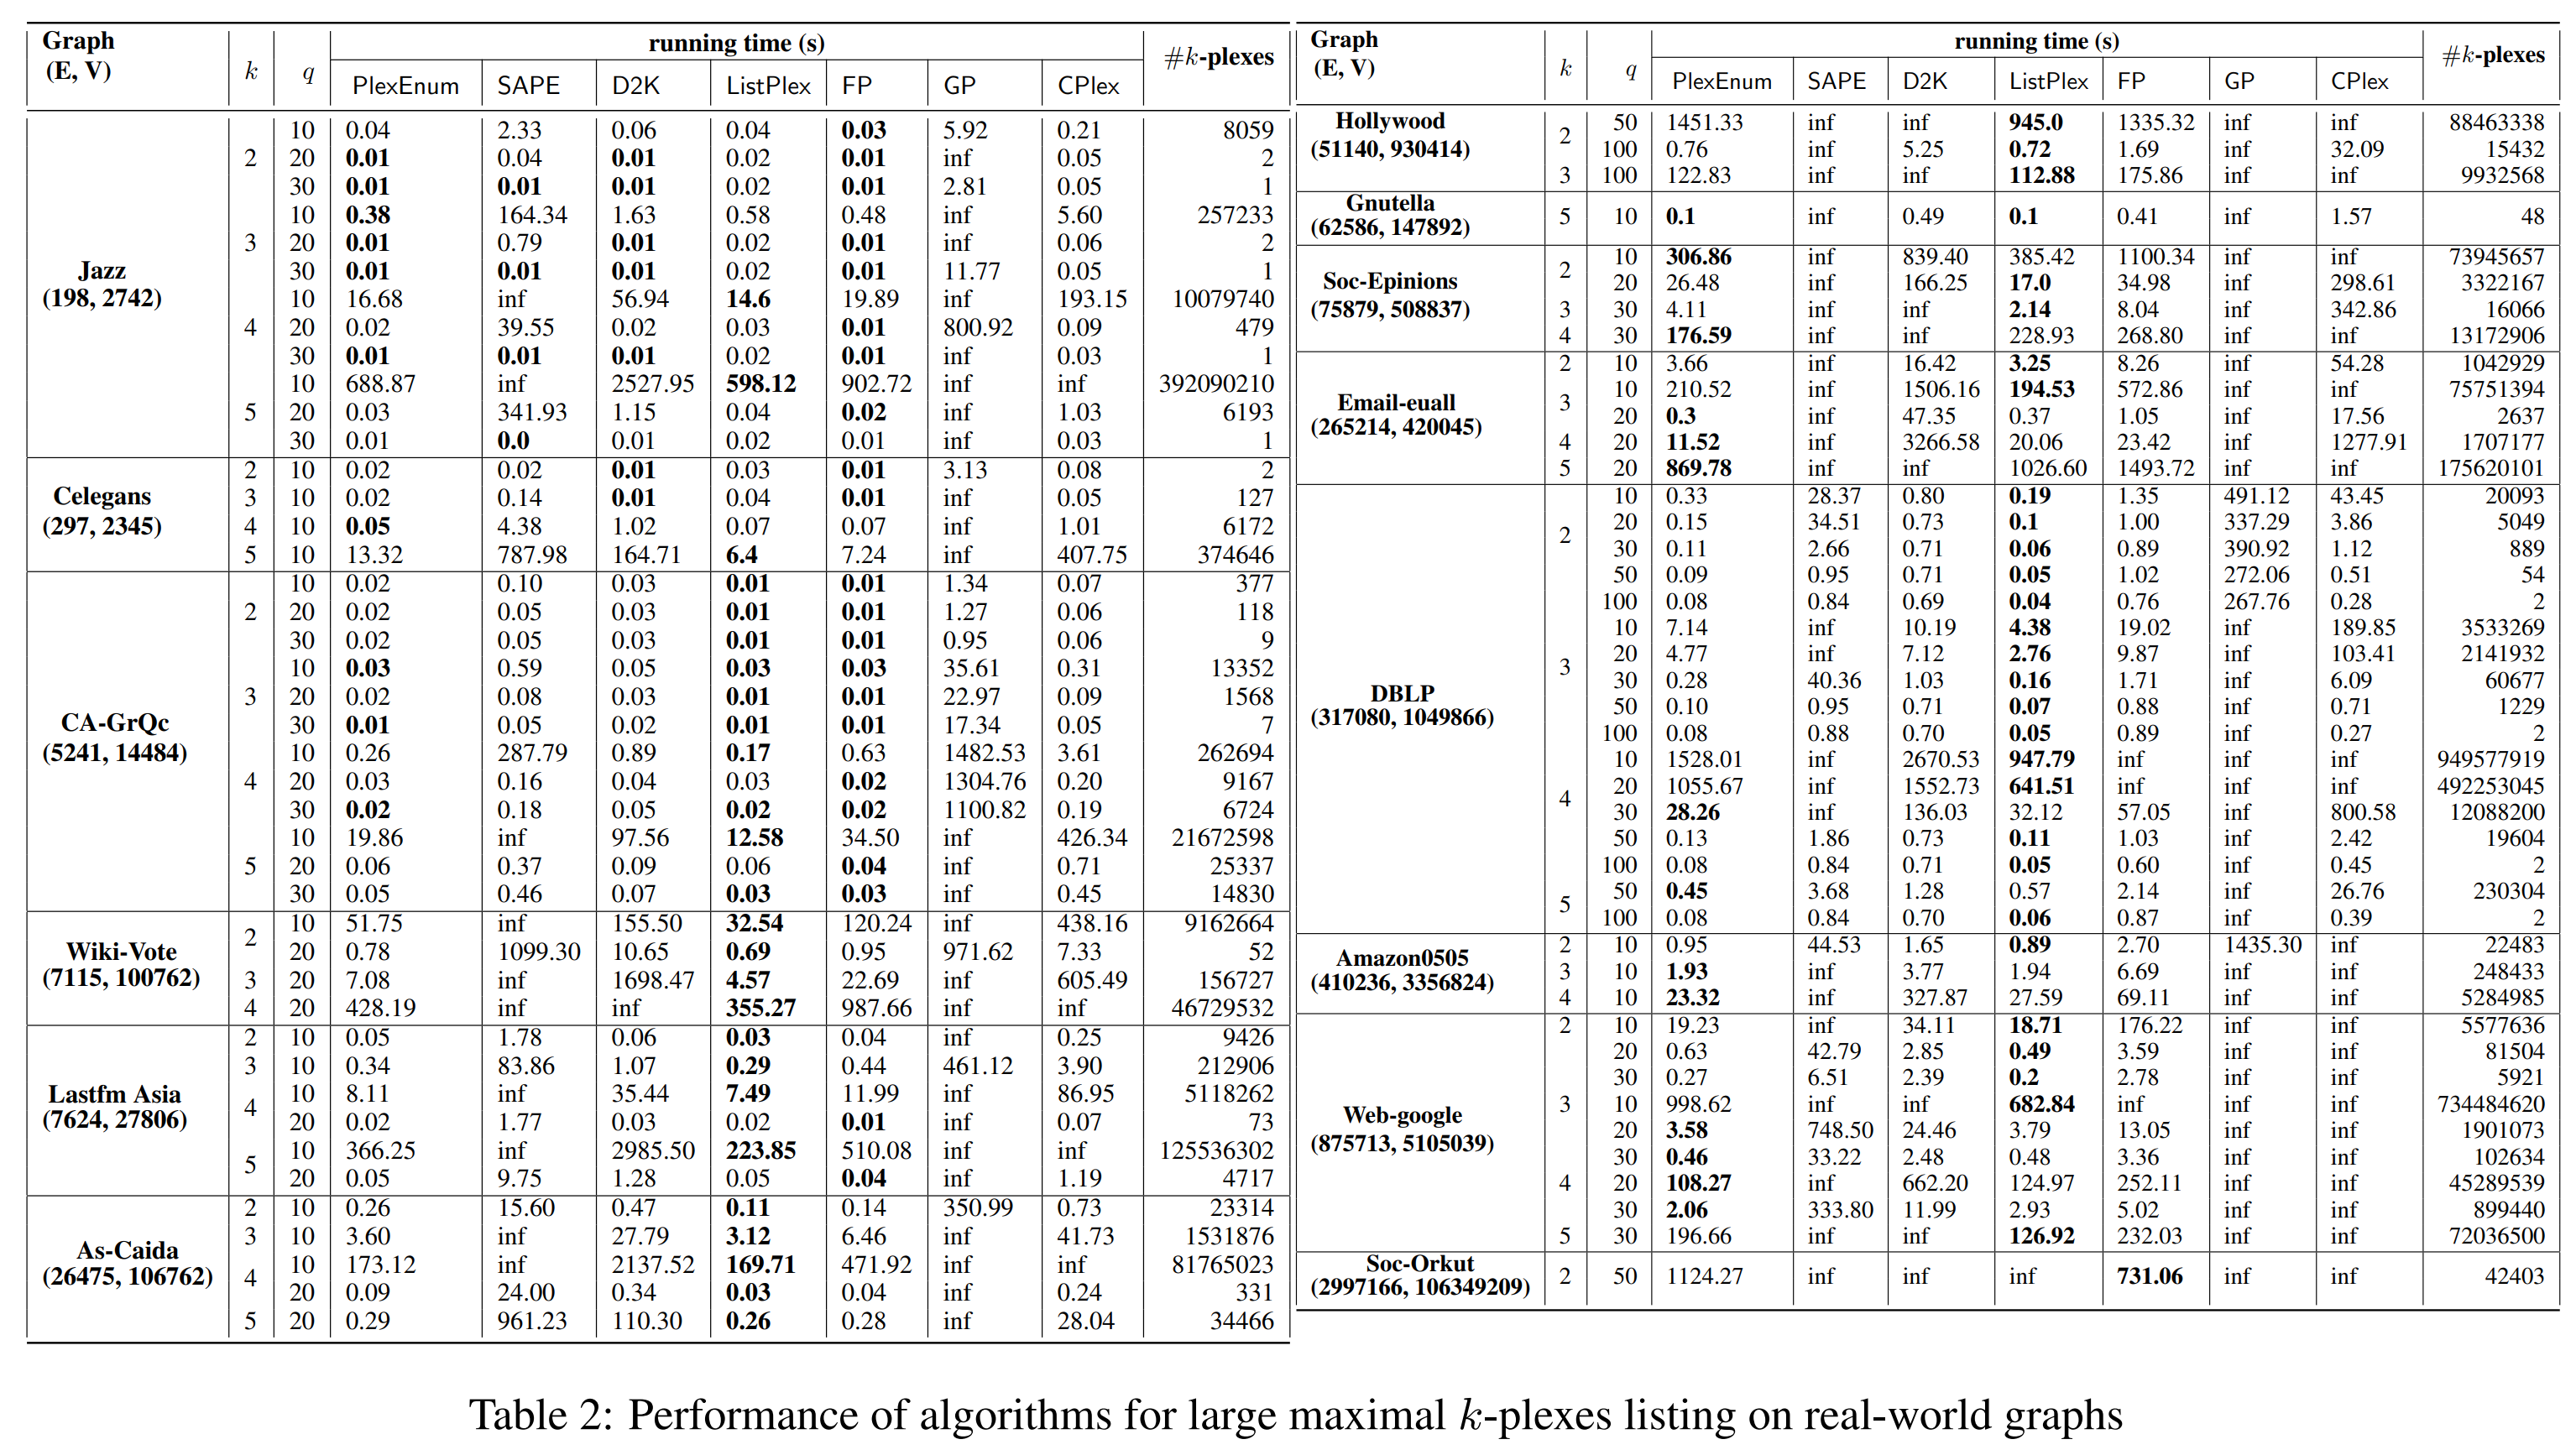 Graph
(E, V) k q running time (s) #k-plexes
PlexEnum SAPE D2K ListPlex FP GP CPlex
Jazz
(198, 2742)
2 10 0.04 2.33 0.06 0.04 0.03 5.92 0.21 8059
20 0.01 0.04 0.01 0.02 0.01 inf 0.05 2
30 0.01 0.01 0.01 0.02 0.01 2.81 0.05 1
3 10 0.38 164.34 1.63 0.58 0.48 inf 5.60 257233
20 0.01 0.79 0.01 0.02 0.01 inf 0.06 2
30 0.01 0.01 0.01 0.02 0.01 11.77 0.05 1
4 10 16.68 inf 56.94 14.6 19.89 inf 193.15 10079740
20 0.02 39.55 0.02 0.03 0.01 800.92 0.09 479
30 0.01 0.01 0.01 0.02 0.01 inf 0.03 1
5 10 688.87 inf 2527.95 598.12 902.72 inf inf 392090210
20 0.03 341.93 1.15 0.04 0.02 inf 1.03 6193
30 0.01 0.0 0.01 0.02 0.01 inf 0.03 1
Celegans
(297, 2345)
2 10 0.02 0.02 0.01 0.03 0.01 3.13 0.08 2
3 10 0.02 0.14 0.01 0.04 0.01 inf 0.05 127
4 10 0.05 4.38 1.02 0.07 0.07 inf 1.01 6172
5 10 13.32 787.98 164.71 6.4 7.24 inf 407.75 374646
CA-GrQc
(5241, 14484)
2 10 0.02 0.10 0.03 0.01 0.01 1.34 0.07 377
20 0.02 0.05 0.03 0.01 0.01 1.27 0.06 118
30 0.02 0.05 0.03 0.01 0.01 0.95 0.06 9
3 10 0.03 0.59 0.05 0.03 0.03 35.61 0.31 13352
20 0.02 0.08 0.03 0.01 0.01 22.97 0.09 1568
30 0.01 0.05 0.02 0.01 0.01 17.34 0.05 7
4 10 0.26 287.79 0.89 0.17 0.63 1482.53 3.61 262694
20 0.03 0.16 0.04 0.03 0.02 1304.76 0.20 9167
30 0.02 0.18 0.05 0.02 0.02 1100.82 0.19 6724
5 10 19.86 inf 97.56 12.58 34.50 inf 426.34 21672598
20 0.06 0.37 0.09 0.06 0.04 inf 0.71 25337
30 0.05 0.46 0.07 0.03 0.03 inf 0.45 14830
Wiki-Vote
(7115, 100762)
2 10 51.75 inf 155.50 32.54 120.24 inf 438.16 9162664
20 0.78 1099.30 10.65 0.69 0.95 971.62 7.33 52
3 20 7.08 inf 1698.47 4.57 22.69 inf 605.49 156727
4 20 428.19 inf inf 355.27 987.66 inf inf 46729532
Lastfm Asia
(7624, 27806)
2 10 0.05 1.78 0.06 0.03 0.04 inf 0.25 9426
3 10 0.34 83.86 1.07 0.29 0.44 461.12 3.90 212906
4 10 8.11 inf 35.44 7.49 11.99 inf 86.95 5118262
20 0.02 1.77 0.03 0.02 0.01 inf 0.07 73
5 10 366.25 inf 2985.50 223.85 510.08 inf inf 125536302
20 0.05 9.75 1.28 0.05 0.04 inf 1.19 4717
As-Caida
(26475, 106762)
2 10 0.26 15.60 0.47 0.11 0.14 350.99 0.73 23314
3 10 3.60 inf 27.79 3.12 6.46 inf 41.73 1531876
4 10 173.12 inf 2137.52 169.71 471.92 inf inf 81765023
20 0.09 24.00 0.34 0.03 0.04 inf 0.24 331
5 20 0.29 961.23 110.30 0.26 0.28 inf 28.04 34466
Graph
(E, V) k q running time (s) #k-plexes
PlexEnum SAPE D2K ListPlex FP GP CPlex
Hollywood
(51140, 930414)
2 50 1451.33 inf inf 945.0 1335.32 inf inf 88463338
100 0.76 inf 5.25 0.72 1.69 inf 32.09 15432
3 100 122.83 inf inf 112.88 175.86 inf inf 9932568
Gnutella
(62586, 147892)
5 10 0.1 inf 0.49 0.1 0.41 inf 1.57 48
Soc-Epinions
(75879, 508837)
2 10 306.86 inf 839.40 385.42 1100.34 inf inf 73945657
20 26.48 inf 166.25 17.0 34.98 inf 298.61 3322167
3 30 4.11 inf inf 2.14 8.04 inf 342.86 16066
4 30 176.59 inf inf 228.93 268.80 inf inf 13172906
Email-euall
(265214, 420045)
2 10 3.66 inf 16.42 3.25 8.26 inf 54.28 1042929
3 10 210.52 inf 1506.16 194.53 572.86 inf inf 75751394
20 0.3 inf 47.35 0.37 1.05 inf 17.56 2637
4 20 11.52 inf 3266.58 20.06 23.42 inf 1277.91 1707177
5 20 869.78 inf inf 1026.60 1493.72 inf inf 175620101
DBLP
(317080, 1049866)
2 10 0.33 28.37 0.80 0.19 1.35 491.12 43.45 20093
20 0.15 34.51 0.73 0.1 1.00 337.29 3.86 5049
30 0.11 2.66 0.71 0.06 0.89 390.92 1.12 889
50 0.09 0.95 0.71 0.05 1.02 272.06 0.51 54
100 0.08 0.84 0.69 0.04 0.76 267.76 0.28 2
3 10 7.14 inf 10.19 4.38 19.02 inf 189.85 3533269
20 4.77 inf 7.12 2.76 9.87 inf 103.41 2141932
30 0.28 40.36 1.03 0.16 1.71 inf 6.09 60677
50 0.10 0.95 0.71 0.07 0.88 inf 0.71 1229
100 0.08 0.88 0.70 0.05 0.89 inf 0.27 2
4 10 1528.01 inf 2670.53 947.79 inf inf inf 949577919
20 1055.67 inf 1552.73 641.51 inf inf inf 492253045
30 28.26 inf 136.03 32.12 57.05 inf 800.58 12088200
50 0.13 1.86 0.73 0.11 1.03 inf 2.42 19604
100 0.08 0.84 0.71 0.05 0.60 inf 0.45 2
5 50 0.45 3.68 1.28 0.57 2.14 inf 26.76 230304
100 0.08 0.84 0.70 0.06 0.87 inf 0.39 2
Amazon0505
(410236, 3356824)
2 10 0.95 44.53 1.65 0.89 2.70 1435.30 inf 22483
3 10 1.93 inf 3.77 1.94 6.69 inf inf 248433
4 10 23.32 inf 327.87 27.59 69.11 inf inf 5284985
Web-google
(875713, 5105039)
2 10 19.23 inf 34.11 18.71 176.22 inf inf 5577636
20 0.63 42.79 2.85 0.49 3.59 inf inf 81504
30 0.27 6.51 2.39 0.2 2.78 inf inf 5921
3 10 998.62 inf inf 682.84 inf inf inf 734484620
20 3.58 748.50 24.46 3.79 13.05 inf inf 1901073
30 0.46 33.22 2.48 0.48 3.36 inf inf 102634
4 20 108.27 inf 662.20 124.97 252.11 inf inf 45289539
30 2.06 333.80 11.99 2.93 5.02 inf inf 899440
5 30 196.66 inf inf 126.92 232.03 inf inf 72036500
Soc-Orkut
(2997166, 106349209)
2 50 1124.27 inf inf inf 731.06 inf inf 42403
Table 2: Performance of algorithms for large maximal k-plexes listing on real-world graphs